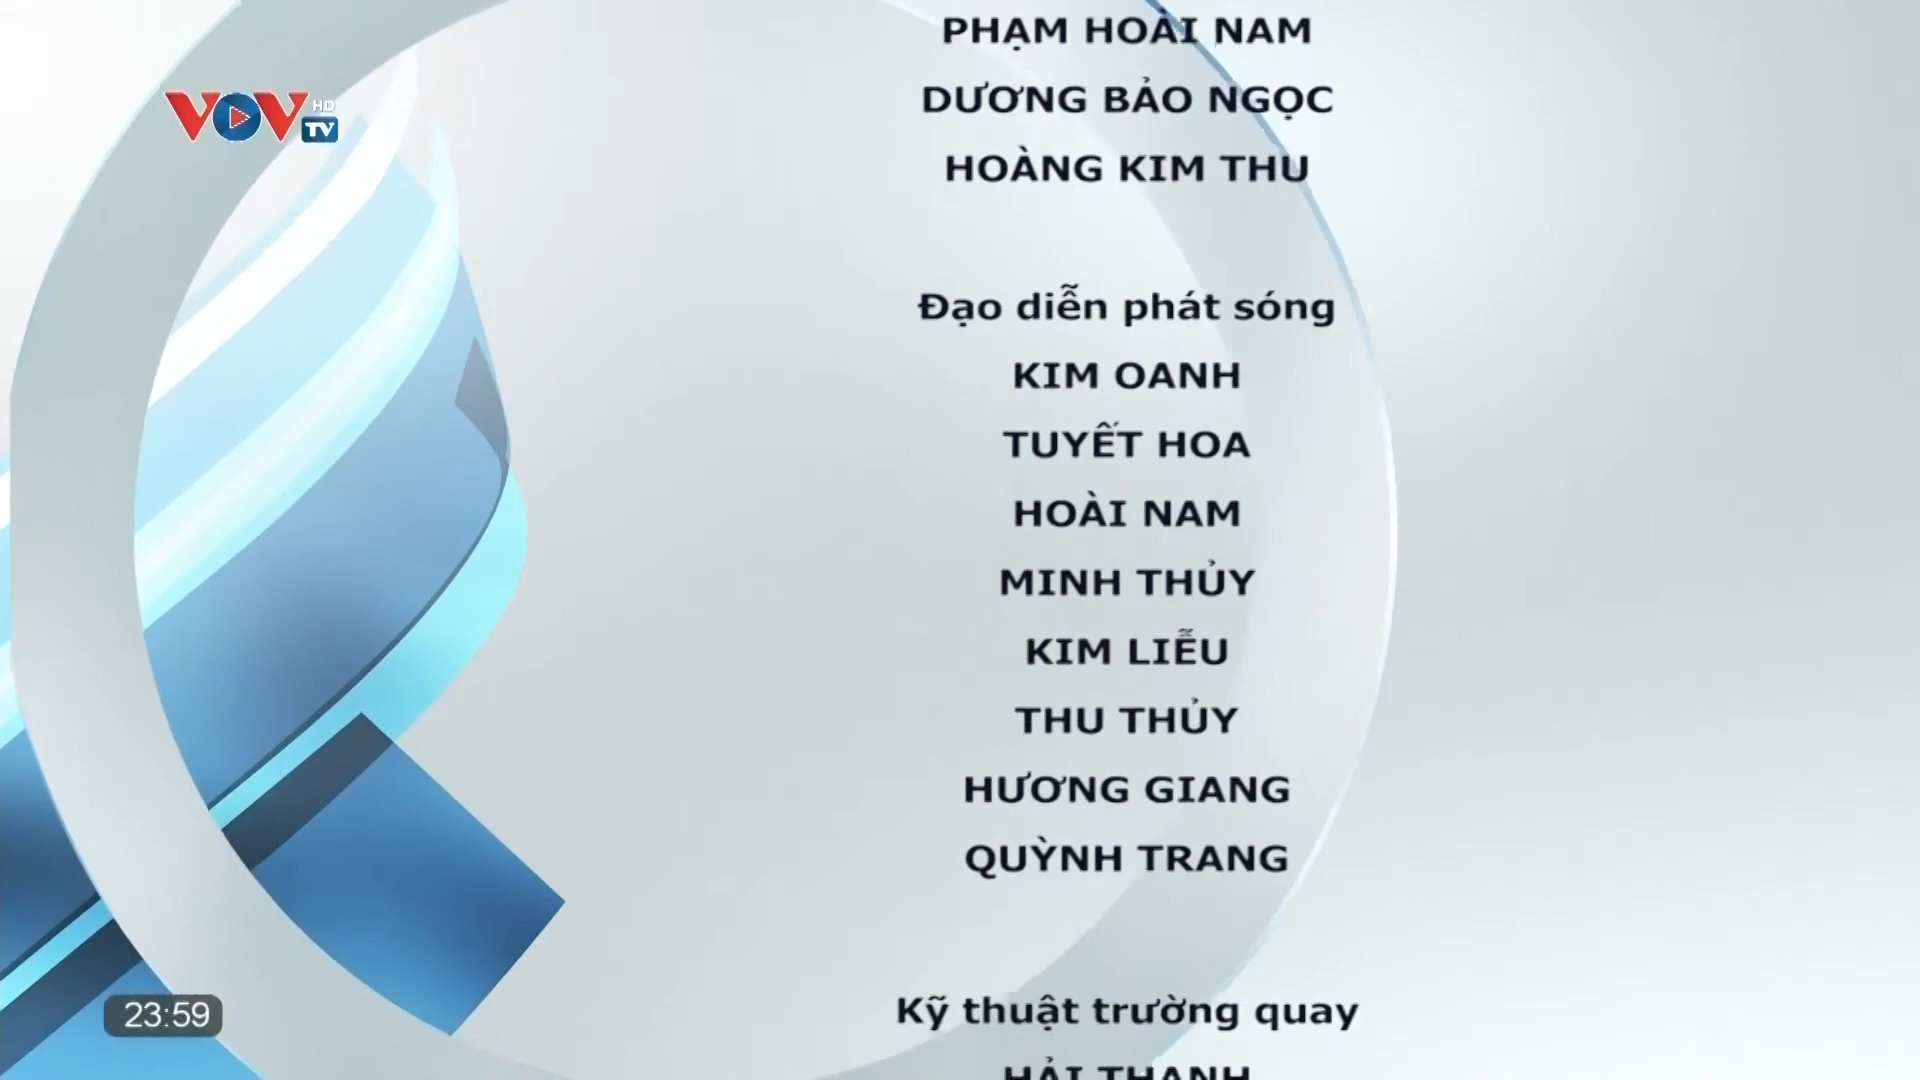 PHẠM HOÀI NAM
VOV HD
TV
DƯƠNG BẢO NGỌC
HOÀNG KIM THU
Đạo diễn phát sóng
KIM OANH
TUYẾT HOA
HOÀI NAM
MINH THỦY
KIM LIỄU
THU THỦY
HƯƠNG GIANG
QUỲNH TRANG
Kỹ thuật trường quay
HẢI THANH
23:59